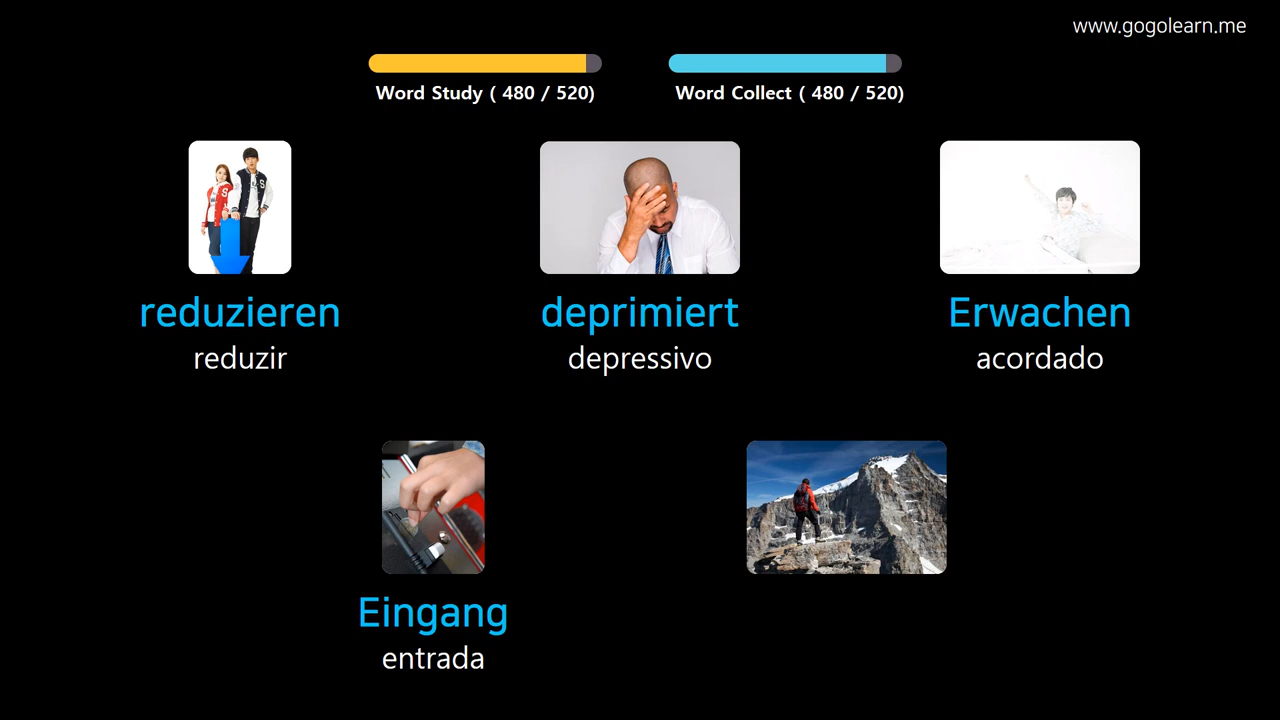 www.gogolearn.me
Word Study ( 480 / 520)
Word Collect ( 480 / 520)
S
S
reduzieren
reduzir
deprimiert
depressivo
Erwachen
acordado
Eingang
entrada